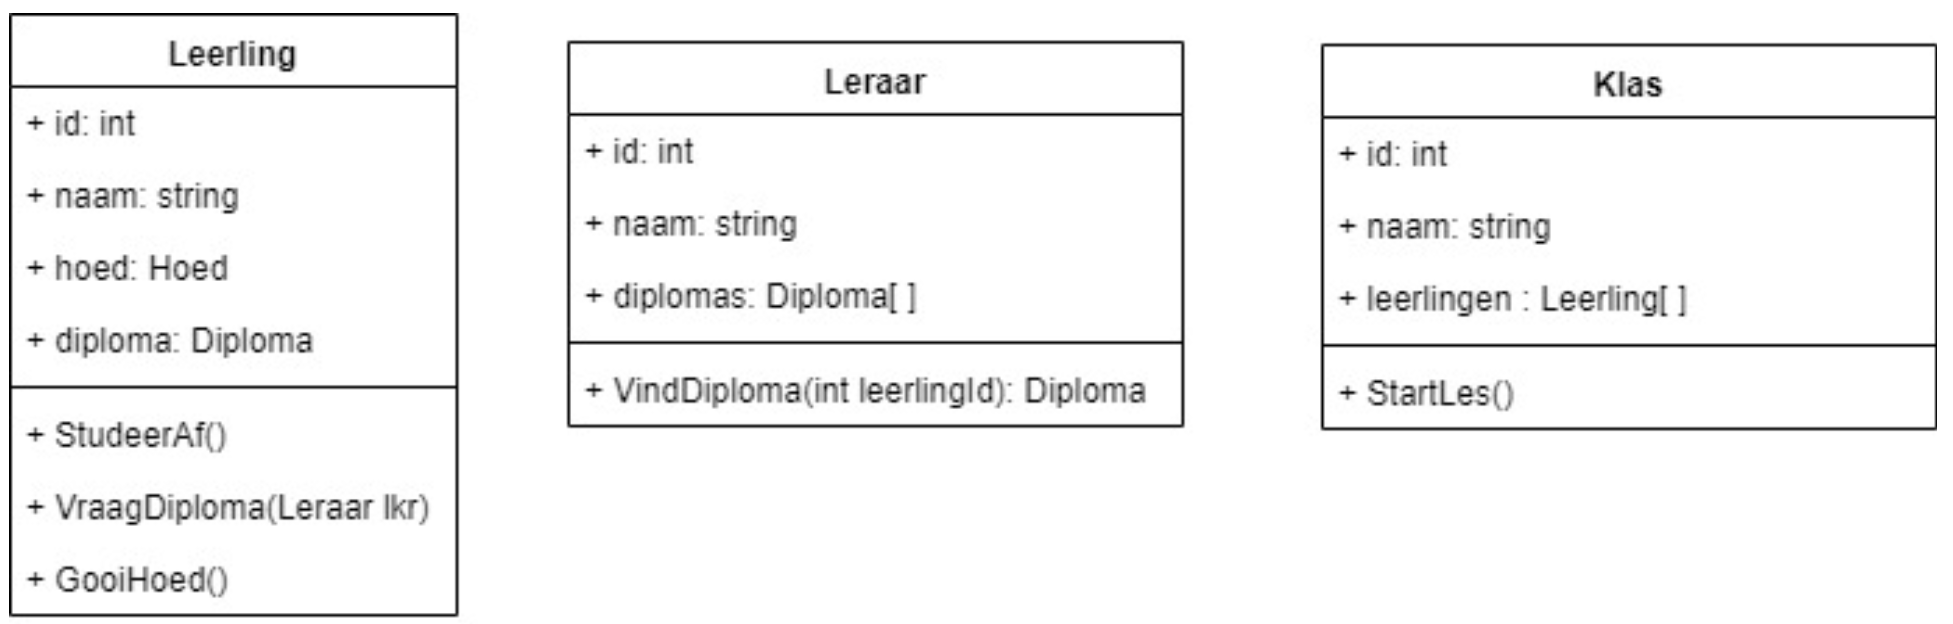 Leerling
+ id: int
+ naam: string
+ hoed: Hoed
+ diploma: Diploma
+ StudeerAf()
+ VraagDiploma(Leraar lkr)
+ GooiHoed()
Leraar
+ id: int
+ naam: string
+ diplomas: Diploma[ ]
+ VindDiploma(int leerlingId): Diploma
Klas
+ id: int
+ naam: string
+ leerlingen : Leerling[ ]
+ StartLes()